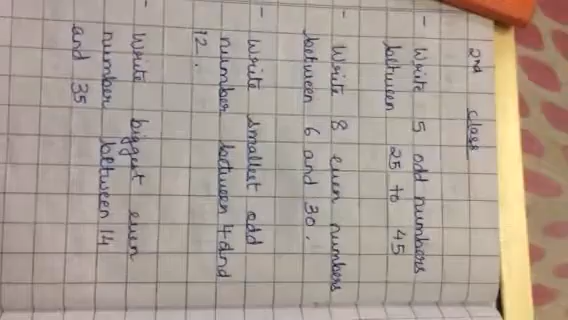 2nd class
- Write 5 odd numbers
between 25 to 45
- Write 8 even numbers
between 6 and 30.
- Write smallest odd
number between 4 and
12.
- Write biggest even
number between 14
and 35